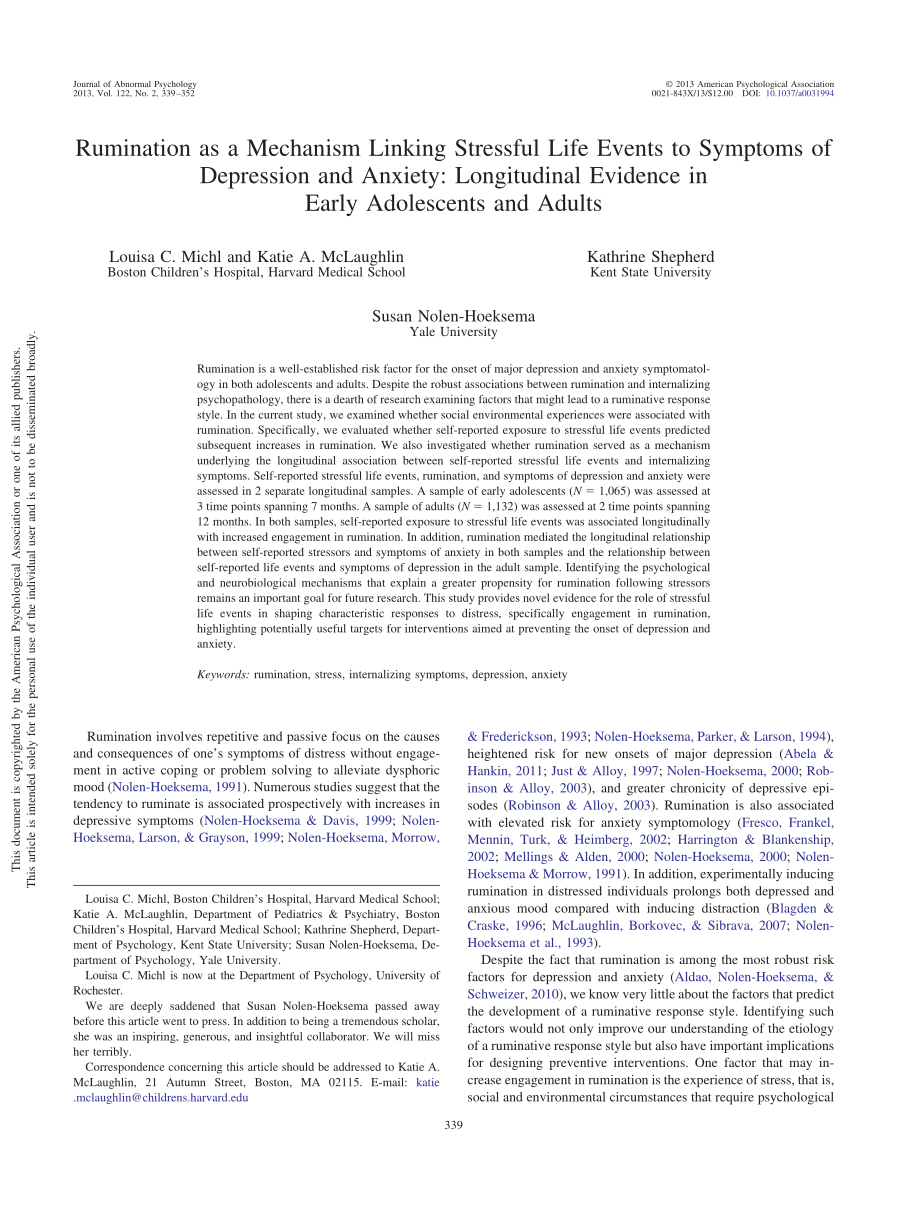 Journal of Abnormal Psychology
2013, Vol. 122, No. 2, 339–352
© 2013 American Psychological Association
0021-843X/13/$12.00 DOI: 10.1037/a0031994
Rumination as a Mechanism Linking Stressful Life Events to Symptoms of
Depression and Anxiety: Longitudinal Evidence in
Early Adolescents and Adults
Louisa C. Michl and Katie A. McLaughlin
Boston Children's Hospital, Harvard Medical School
Kathrine Shepherd
Kent State University
Susan Nolen-Hoeksema
Yale University
Rumination is a well-established risk factor for the onset of major depression and anxiety symptomatol-
ogy in both adolescents and adults. Despite the robust associations between rumination and internalizing
psychopathology, there is a dearth of research examining factors that might lead to a ruminative response
style. In the current study, we examined whether social environmental experiences were associated with
rumination. Specifically, we evaluated whether self-reported exposure to stressful life events predicted
subsequent increases in rumination. We also investigated whether rumination served as a mechanism
underlying the longitudinal association between self-reported stressful life events and internalizing
symptoms. Self-reported stressful life events, rumination, and symptoms of depression and anxiety were
assessed in 2 separate longitudinal samples. A sample of early adolescents (N = 1,065) was assessed at
3 time points spanning 7 months. A sample of adults (N = 1,132) was assessed at 2 time points spanning
12 months. In both samples, self-reported exposure to stressful life events was associated longitudinally
with increased engagement in rumination. In addition, rumination mediated the longitudinal relationship
between self-reported stressors and symptoms of anxiety in both samples and the relationship between
self-reported life events and symptoms of depression in the adult sample. Identifying the psychological
and neurobiological mechanisms that explain a greater propensity for rumination following stressors
remains an important goal for future research. This study provides novel evidence for the role of stressful
life events in shaping characteristic responses to distress, specifically engagement in rumination,
highlighting potentially useful targets for interventions aimed at preventing the onset of depression and
anxiety.
Keywords: rumination, stress, internalizing symptoms, depression, anxiety
Rumination involves repetitive and passive focus on the causes
and consequences of one's symptoms of distress without engage-
ment in active coping or problem solving to alleviate dysphoric
mood (Nolen-Hoeksema, 1991). Numerous studies suggest that the
tendency to ruminate is associated prospectively with increases in
depressive symptoms (Nolen-Hoeksema & Davis, 1999; Nolen-
Hoeksema, Larson, & Grayson, 1999; Nolen-Hoeksema, Morrow,
Louisa C. Michl, Boston Children's Hospital, Harvard Medical School;
Katie A. McLaughlin, Department of Pediatrics & Psychiatry, Boston
Children's Hospital, Harvard Medical School; Kathrine Shepherd, Depart-
ment of Psychology, Kent State University; Susan Nolen-Hoeksema, De-
partment of Psychology, Yale University.
Louisa C. Michl is now at the Department of Psychology, University of
Rochester.
We are deeply saddened that Susan Nolen-Hoeksema passed away
before this article went to press. In addition to being a tremendous scholar,
she was an inspiring, generous, and insightful collaborator. We will miss
her terribly.
Correspondence concerning this article should be addressed to Katie A.
McLaughlin, 21 Autumn Street, Boston, MA 02115. E-mail: katie
.mclaughlin@childrens.harvard.edu
& Frederickson, 1993; Nolen-Hoeksema, Parker, & Larson, 1994),
heightened risk for new onsets of major depression (Abela &
Hankin, 2011; Just & Alloy, 1997; Nolen-Hoeksema, 2000; Rob-
inson & Alloy, 2003), and greater chronicity of depressive epi-
sodes (Robinson & Alloy, 2003). Rumination is also associated
with elevated risk for anxiety symptomology (Fresco, Frankel,
Mennin, Turk, & Heimberg, 2002; Harrington & Blankenship,
2002; Mellings & Alden, 2000; Nolen-Hoeksema, 2000; Nolen-
Hoeksema & Morrow, 1991). In addition, experimentally inducing
rumination in distressed individuals prolongs both depressed and
anxious mood compared with inducing distraction (Blagden &
Craske, 1996; McLaughlin, Borkovec, & Sibrava, 2007; Nolen-
Hoeksema et al., 1993).
Despite the fact that rumination is among the most robust risk
factors for depression and anxiety (Aldao, Nolen-Hoeksema, &
Schweizer, 2010), we know very little about the factors that predict
the development of a ruminative response style. Identifying such
factors would not only improve our understanding of the etiology
of a ruminative response style but also have important implications
for designing preventive interventions. One factor that may in-
crease engagement in rumination is the experience of stress, that is,
social and environmental circumstances that require psychological
339
This document is copyrighted by the American Psychological Association or one of its allied publishers.
This article is intended solely for the personal use of the individual user and is not to be disseminated broadly.